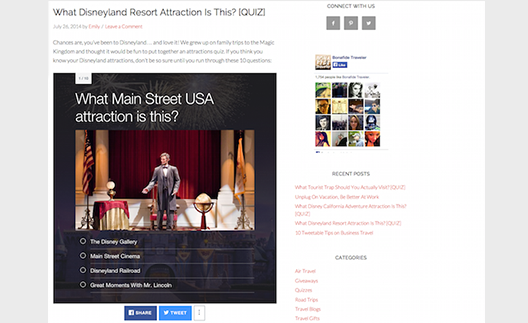 What Disneyland Resort Attraction Is This? [QUIZ]
July 26, 2014 by Emily / Leave a Comment
Chances are, you've been to Disneyland ... and love it! We grew up on family trips to the Magic
Kingdom and thought it would be fun to put together an attractions quiz. If you think you
know your Disneyland attractions, don't be so sure until you run through these 10 questions:
1 / 10
What Main Street USA
attraction is this?
The Disney Gallery
Main Street Cinema
Disneyland Railroad
Great Moments With Mr. Lincoln
SHARE
TWEET
CONNECT WITH US
Bonafide Traveler
Like
people like Bonafide Traveler.
RECENT POSTS
What Tourist Trap Should You Actually Visit? [QUIZ]
Unplug On Vacation, Be Better At Work
What Disney California Adventure Attraction Is This?
[QUIZ]
What Disneyland Resort Attraction Is This? [QUIZ]
10 Tweetable Tips on Business Travel
CATEGORIES
Air Travel
Giveaways
Quizzes
Road Trips
Travel Blogs
Travel Gifts